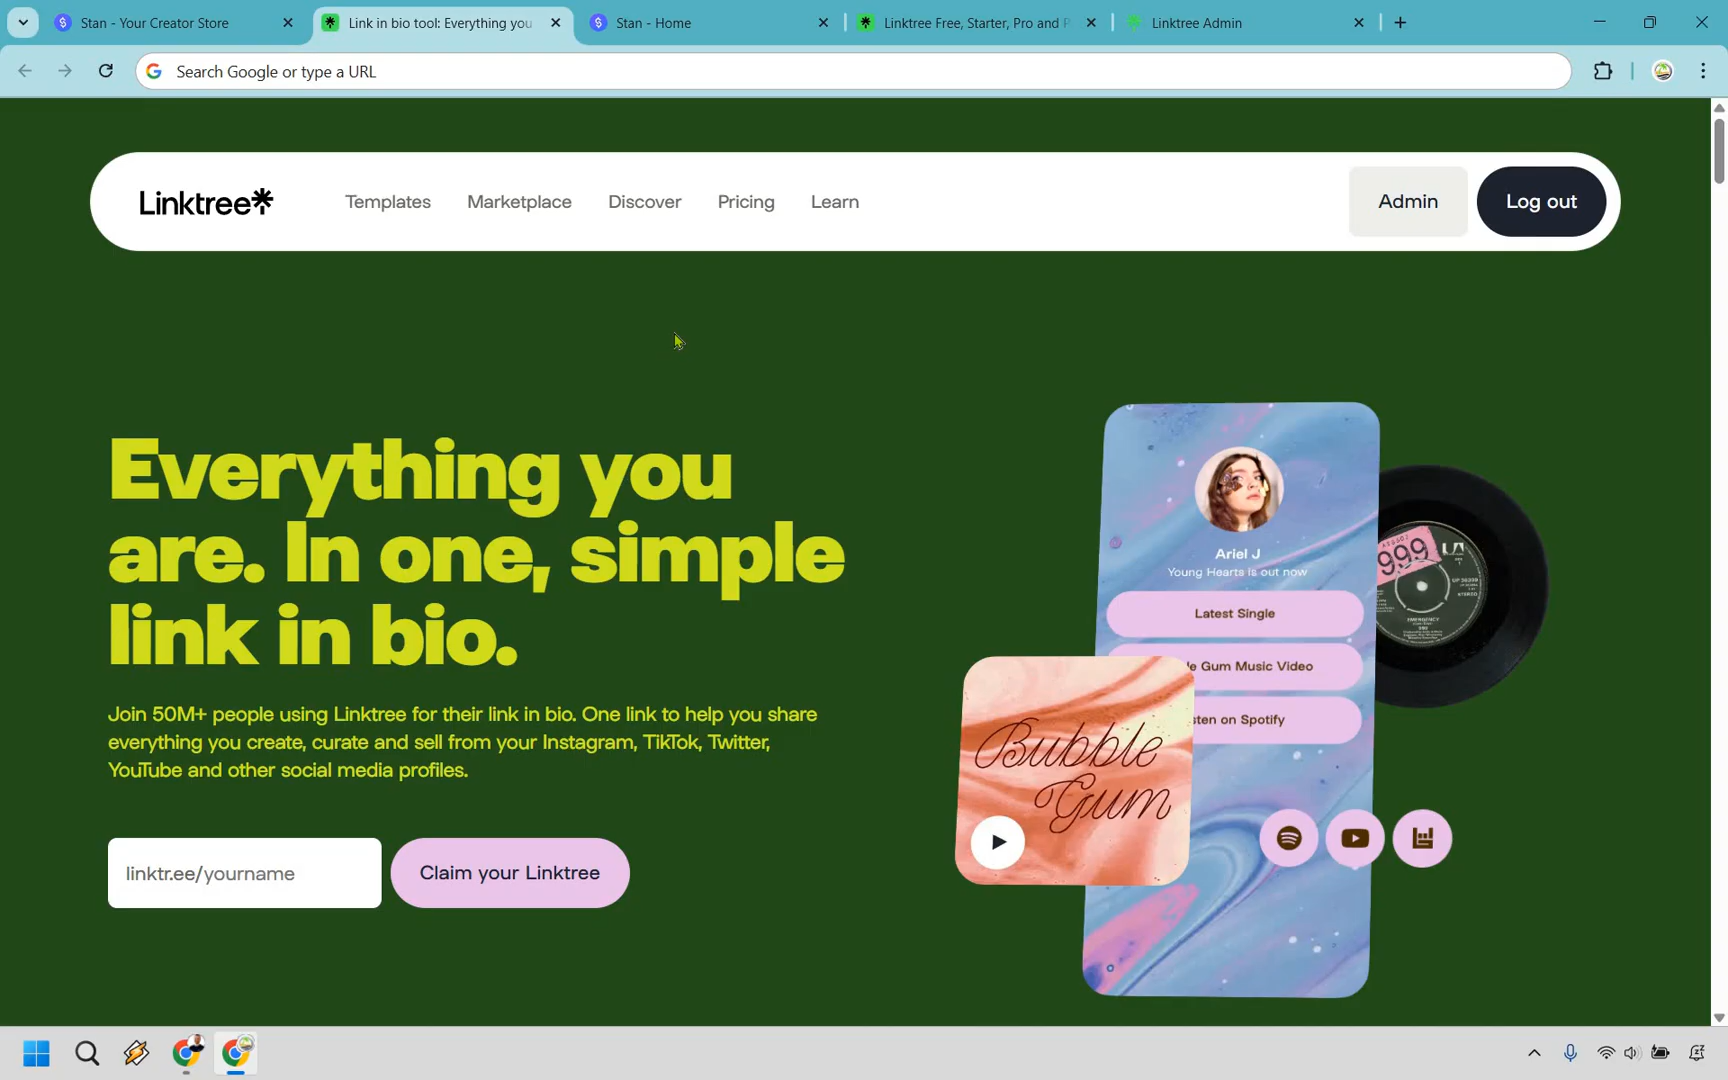 Stan - Your Creator Store
Link in bio tool: Everything you
Stan - Home
Linktree Free, Starter, Pro and P
Linktree Admin
Search Google or type a URL
Linktree
Templates
Marketplace
Discover
Pricing
Learn
Admin
Log out
Everything you
are. In one, simple
link in bio.
Join 50M+ people using Linktree for their link in bio. One link to help you share
everything you create, curate and sell from your Instagram, TikTok, Twitter,
YouTube and other social media profiles.
linktr.ee/yourname
Claim your Linktree
Ariel J
Young Hearts is out now
Latest Single
le Gum Music Video
sten on Spotify
Bubble
Gum
999
UA